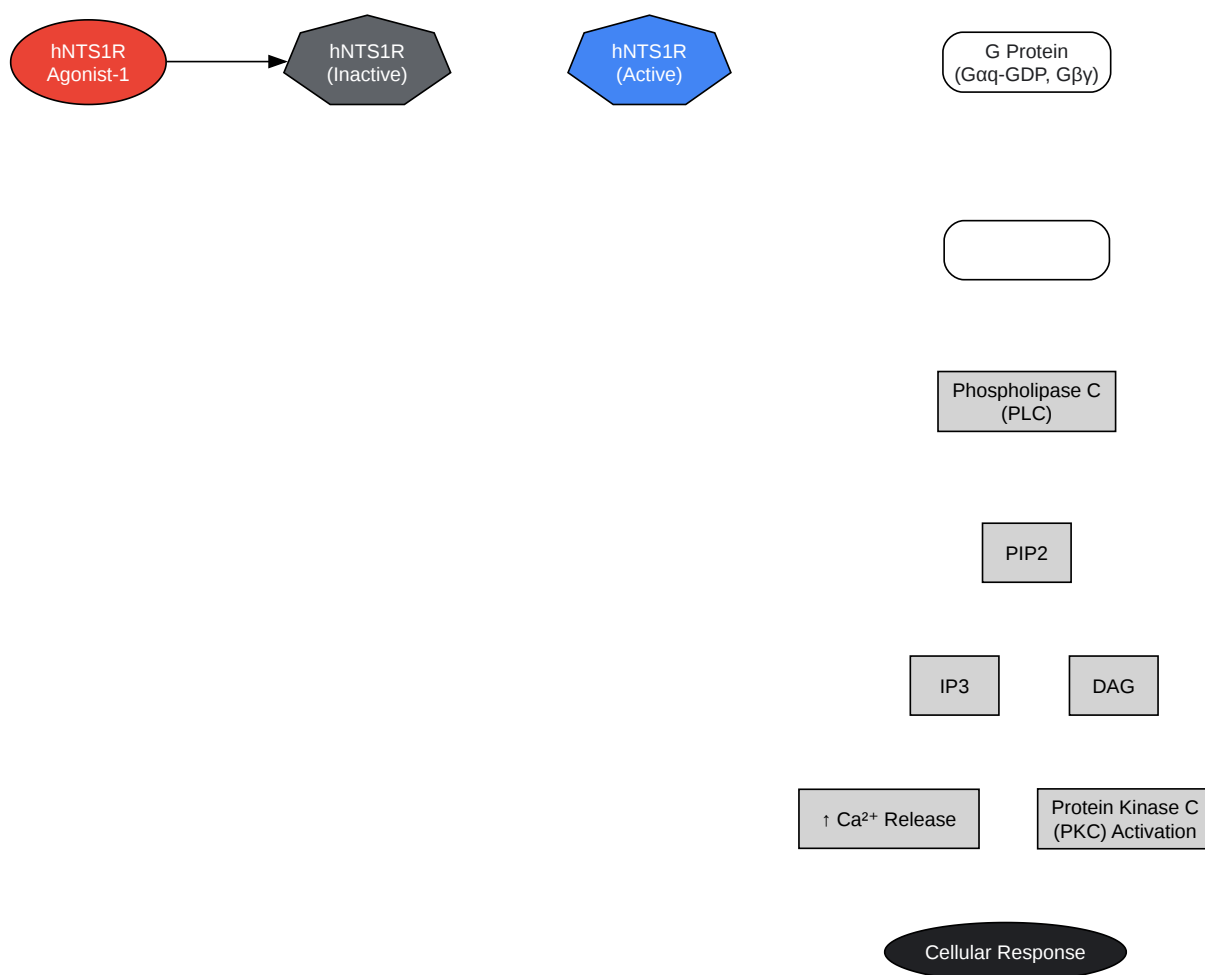 hNTS1R
Agonist-1
hNTS1R
(Inactive)
hNTS1R
(Active)
G Protein
(Gαq-GDP, Gβγ)
Phospholipase C
(PLC)
PIP2
IP3
DAG
↑ Ca²⁺ Release
Protein Kinase C
(PKC) Activation
Cellular Response